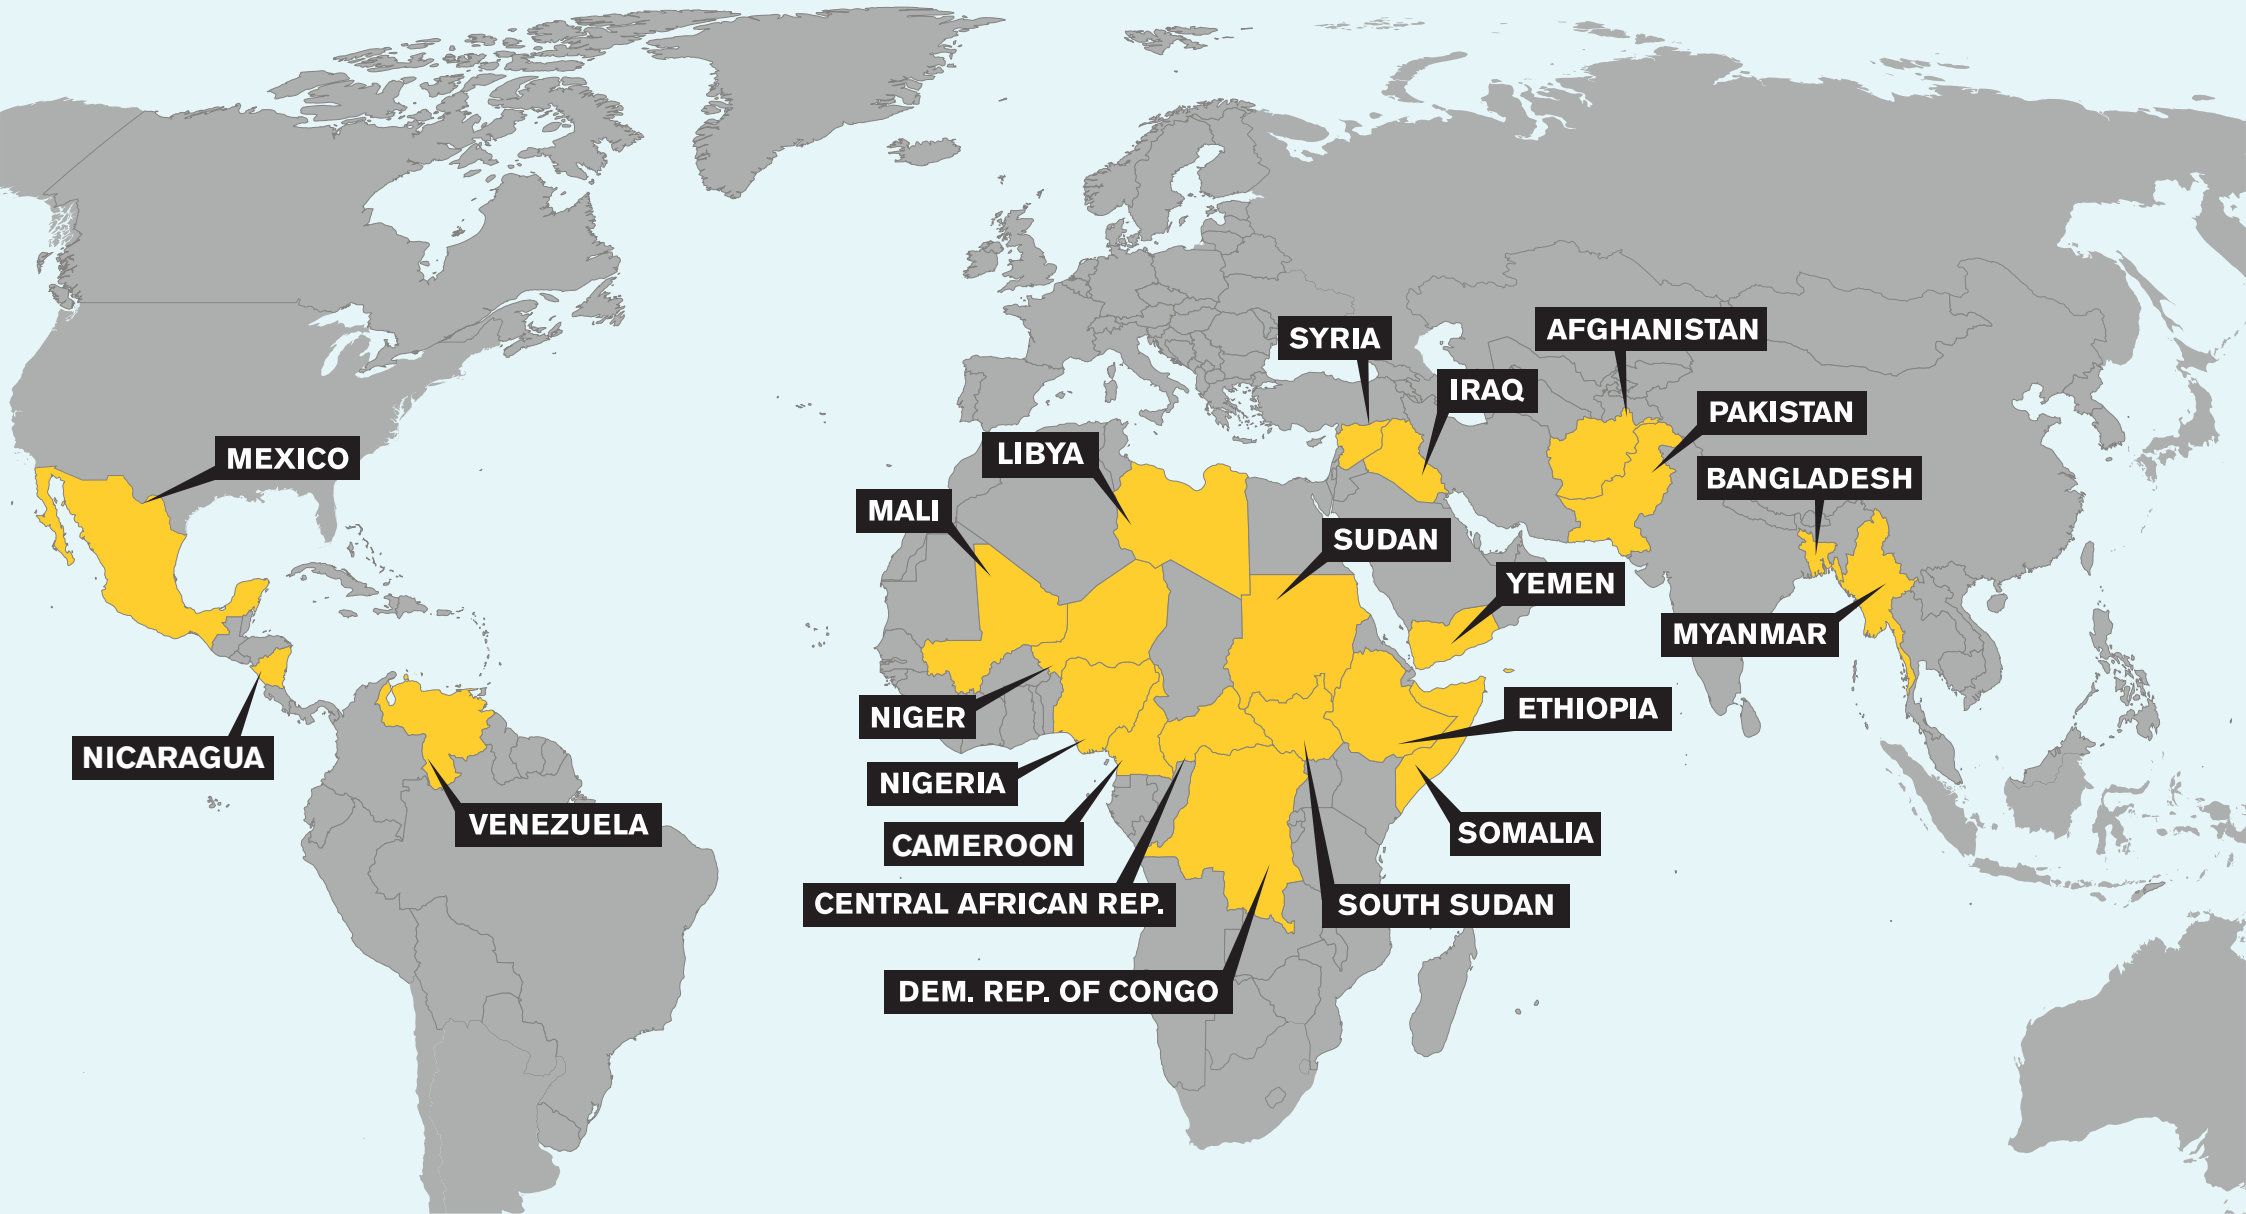 SYRIA
AFGHANISTAN
IRAQ
PAKISTAN
LIBYA
MEXICO
BANGLADESH
MALI
SUDAN
YEMEN
MYANMAR
ETHIOPIA
NIGER
NICARAGUA
NIGERIA
VENEZUELA
SOMALIA
CAMEROON
CENTRAL AFRICAN REP.
SOUTH SUDAN
DEM. REP. OF CONGO